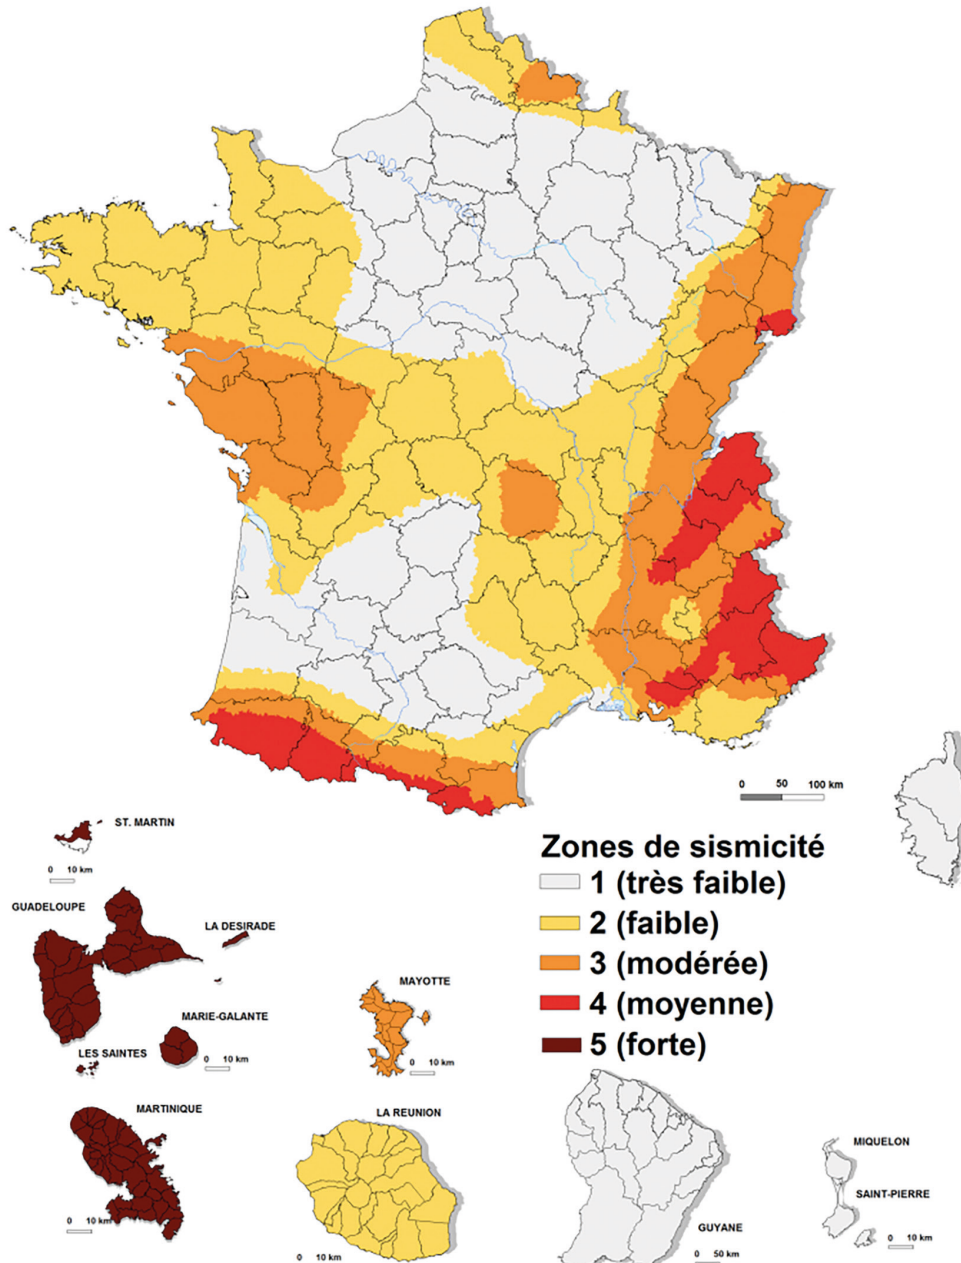 0 50 100 km
ST. MARTIN
0 10 km
GUADELOUPE
LA DESIRADE
MARIE-GALANTE
0 10 km
LES SAINTES
MAYOTTE
0 10 km
Zones de sismicité
1 (très faible)
2 (faible)
3 (modérée)
4 (moyenne)
5 (forte)
MARTINIQUE
0 10 km
LA REUNION
0 10 km
GUYANE
0 50 km
MIQUELON
SAINT-PIERRE
0 10 km